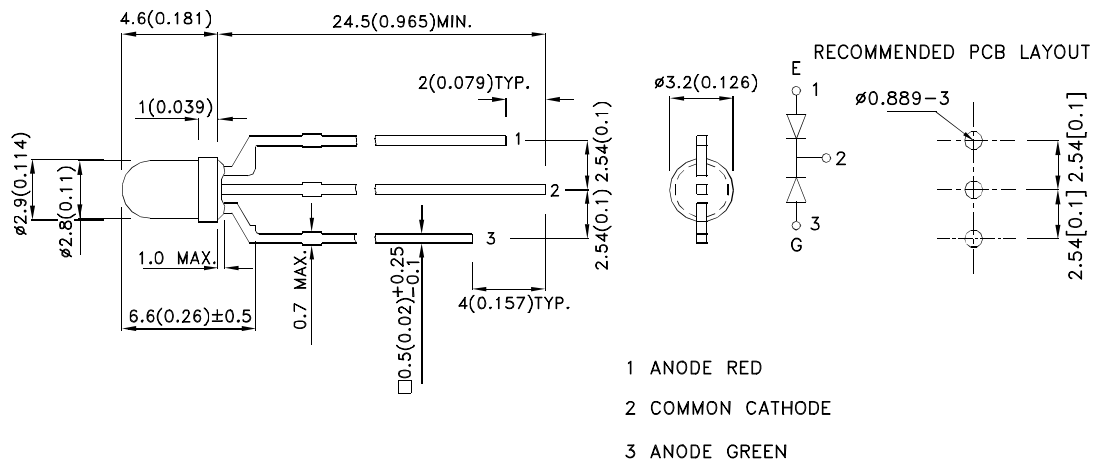 4.6(0.181)
24.5(0.965)MIN.
RECOMMENDED PCB LAYOUT
2(0.079)TYP.
ø3.2(0.126)
E
1
ø0.889-3
1(0.039)
1
2.54(0.1)
2.54[0.1]
2
ø2.9(0.114)
ø2.8(0.11)
2
2.54(0.1)
2.54[0.1]
3
3
G
1.0 MAX.
0.7 MAX.
□0.5(0.02)+0.25 -0.1
4(0.157)TYP.
6.6(0.26)±0.5
1 ANODE RED
2 COMMON CATHODE
3 ANODE GREEN